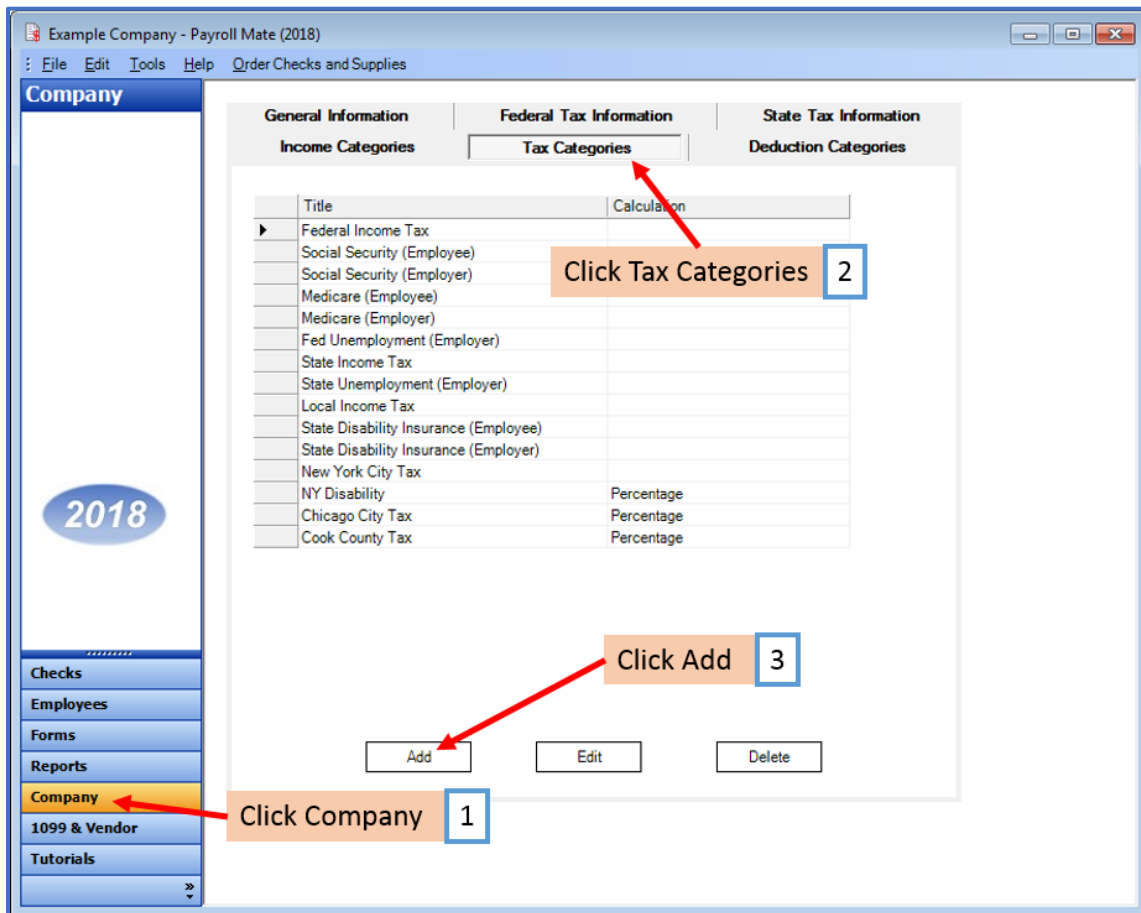 Example Company - Payroll Mate (2018)
File Edit Tools Help Order Checks and Supplies
Company
General Information Federal Tax Information State Tax Information
Income Categories Tax Categories Deduction Categories
Title Calculation
Federal Income Tax
Social Security (Employee)
Social Security (Employer)
Click Tax Categories 2
Medicare (Employee)
Medicare (Employer)
Fed Unemployment (Employer)
State Income Tax
State Unemployment (Employer)
Local Income Tax
State Disability Insurance (Employee)
State Disability Insurance (Employer)
New York City Tax
NY Disability Percentage
Chicago City Tax Percentage
Cook County Tax Percentage
2018
Click Add 3
Add Edit Delete
Checks
Employees
Forms
Reports
Company
Click Company 1
1099 & Vendor
Tutorials